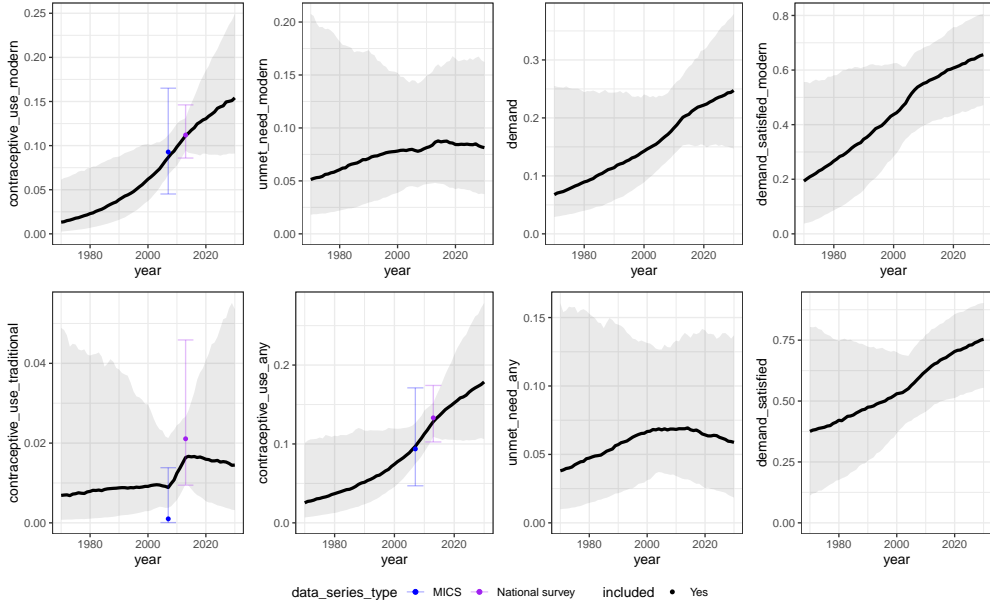 contraceptive_use_modern
0.25
0.20
0.15
0.10
0.05
0.00
1980 2000 2020
year
unmet_need_modern
0.20
0.15
0.10
0.05
0.00
1980 2000 2020
year
demand
0.3
0.2
0.1
0.0
1980 2000 2020
year
demand_satisfied_modern
0.8
0.6
0.4
0.2
0.0
1980 2000 2020
year
contraceptive_use_traditional
0.04
0.02
0.00
1980 2000 2020
year
contraceptive_use_any
0.2
0.1
0.0
1980 2000 2020
year
unmet_need_any
0.15
0.10
0.05
0.00
1980 2000 2020
year
demand_satisfied
0.75
0.50
0.25
0.00
1980 2000 2020
year
data_series_type MICS National survey included Yes